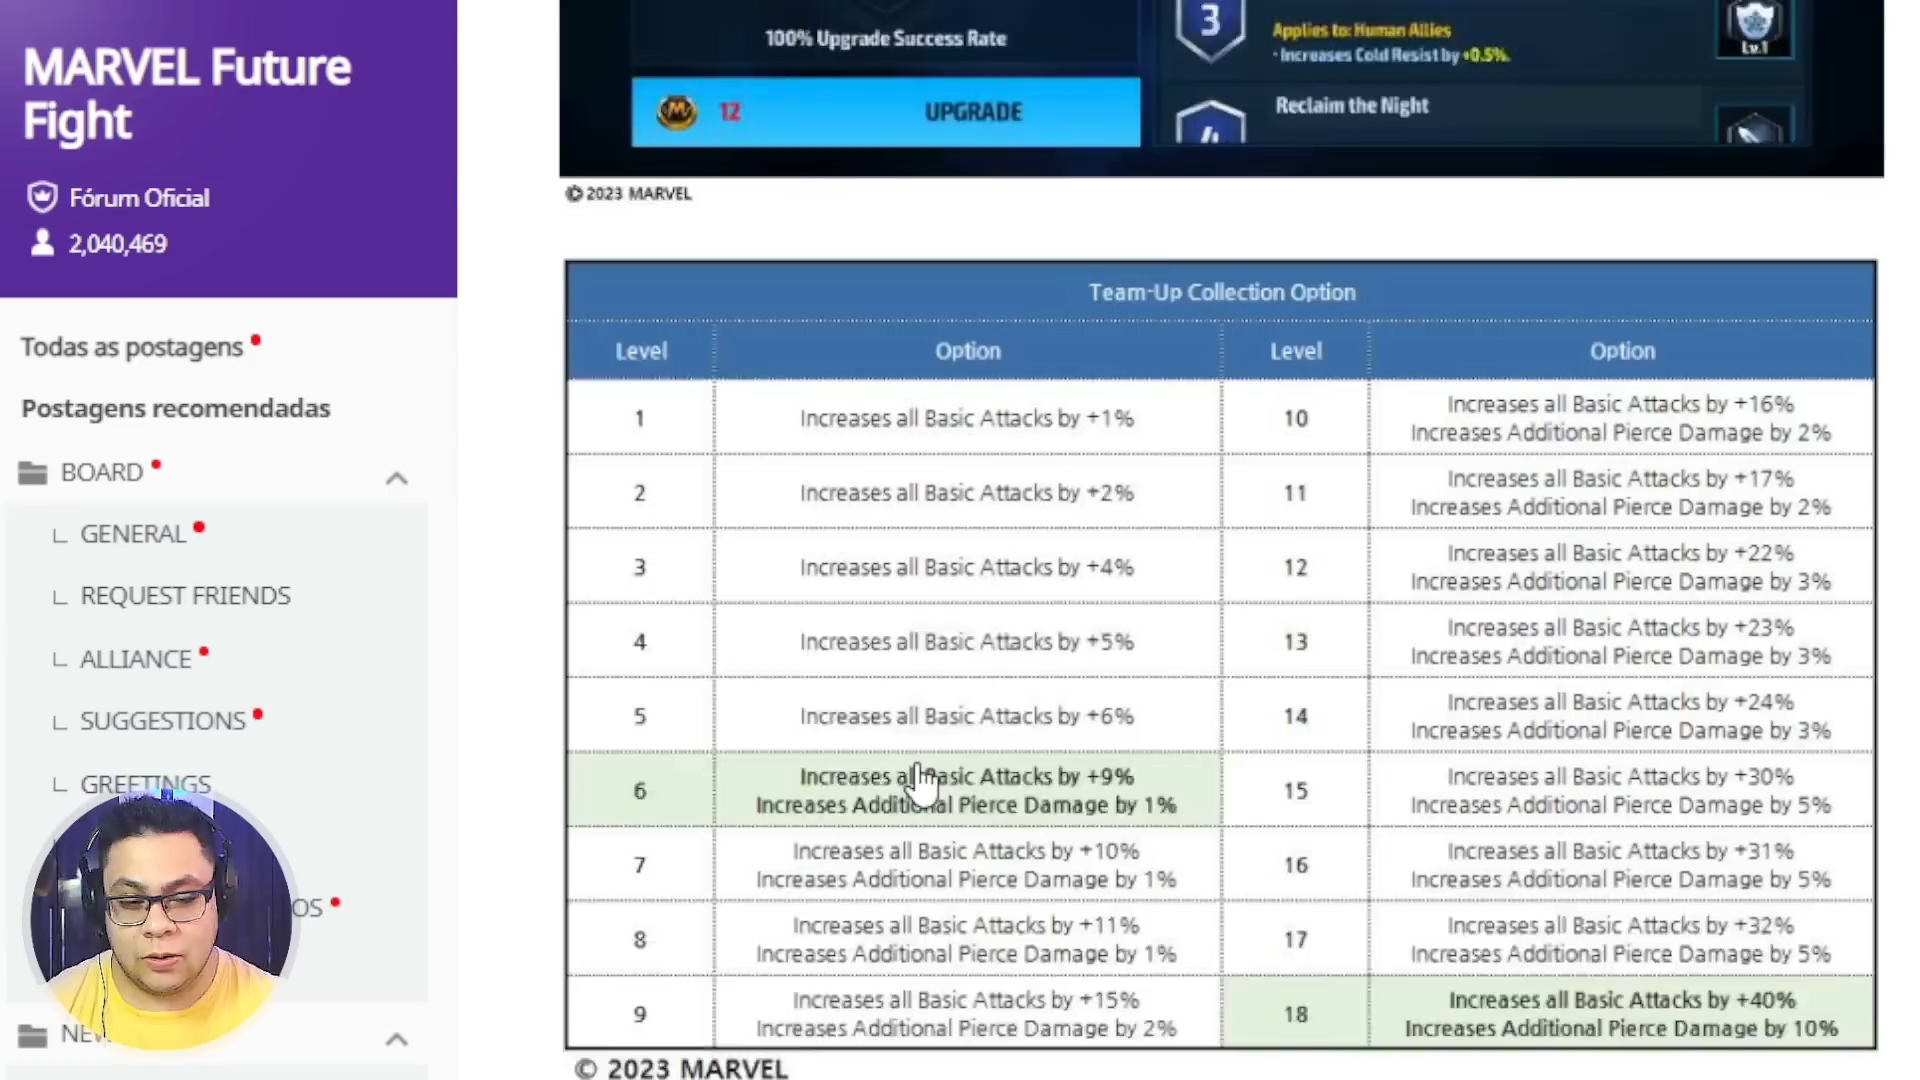 MARVEL Future
Fight
Fórum Oficial
2,040,469
Todas as postagens
Postagens recomendadas
BOARD
GENERAL
REQUEST FRIENDS
ALLIANCE
SUGGESTIONS
GREETINGS
OS
100% Upgrade Success Rate
12 UPGRADE
3
Applies to: Human Allies
· Increases Cold Resist by +0.5%.
Lv.1
4
Reclaim the Night
© 2023 MARVEL
Team-Up Collection Option
Level Option Level Option
1 Increases all Basic Attacks by +1%
10 Increases all Basic Attacks by +16%
Increases Additional Pierce Damage by 2%
2 Increases all Basic Attacks by +2%
11 Increases all Basic Attacks by +17%
Increases Additional Pierce Damage by 2%
3 Increases all Basic Attacks by +4%
12 Increases all Basic Attacks by +22%
Increases Additional Pierce Damage by 3%
4 Increases all Basic Attacks by +5%
13 Increases all Basic Attacks by +23%
Increases Additional Pierce Damage by 3%
5 Increases all Basic Attacks by +6%
14 Increases all Basic Attacks by +24%
Increases Additional Pierce Damage by 3%
6 Increases all Basic Attacks by +9%
Increases Additional Pierce Damage by 1%
15 Increases all Basic Attacks by +30%
Increases Additional Pierce Damage by 5%
7 Increases all Basic Attacks by +10%
Increases Additional Pierce Damage by 1%
16 Increases all Basic Attacks by +31%
Increases Additional Pierce Damage by 5%
8 Increases all Basic Attacks by +11%
Increases Additional Pierce Damage by 1%
17 Increases all Basic Attacks by +32%
Increases Additional Pierce Damage by 5%
9 Increases all Basic Attacks by +15%
Increases Additional Pierce Damage by 2%
18 Increases all Basic Attacks by +40%
Increases Additional Pierce Damage by 10%
© 2023 MARVEL